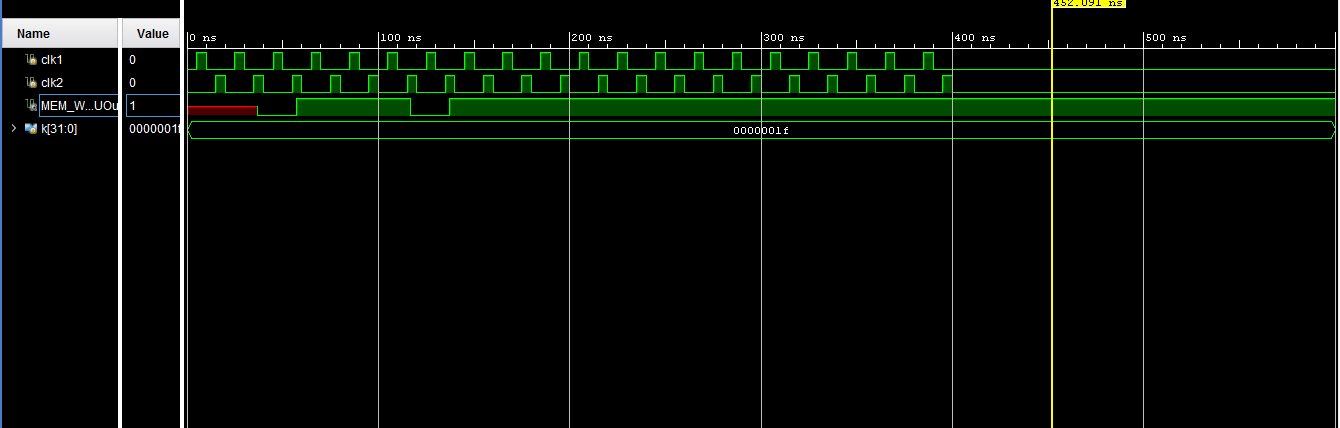 452.091 ns
Name Value
0 ns 100 ns 200 ns 300 ns 400 ns 500 ns
clk1 0
clk2 0
MEM_W...UOu 1
k[31:0] 0000001f 0000001f